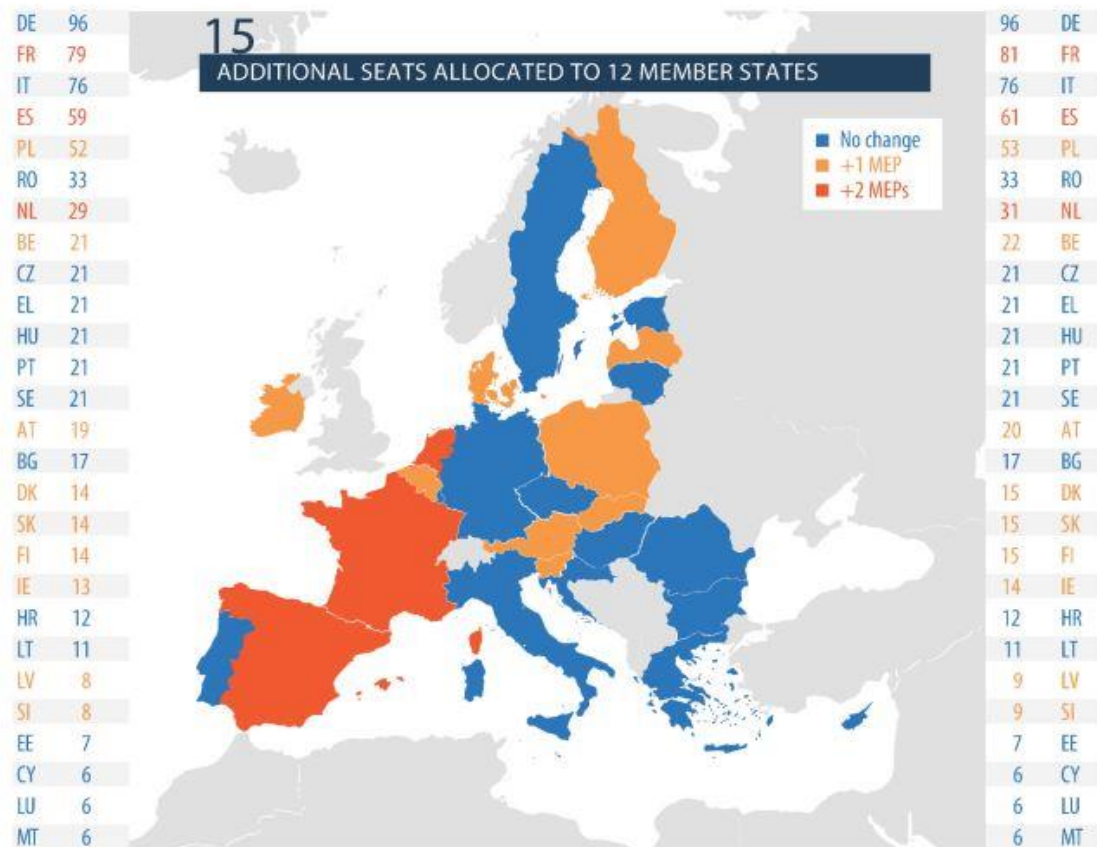 15
ADDITIONAL SEATS ALLOCATED TO 12 MEMBER STATES
No change
+1 MEP
+2 MEPs
DE 96
FR 79
IT 76
ES 59
PL 52
RO 33
NL 29
BE 21
CZ 21
EL 21
HU 21
PT 21
SE 21
AT 19
BG 17
DK 14
SK 14
FI 14
IE 13
HR 12
LT 11
LV 8
SI 8
EE 7
CY 6
LU 6
MT 6
96 DE
81 FR
76 IT
61 ES
53 PL
33 RO
31 NL
22 BE
21 CZ
21 EL
21 HU
21 PT
21 SE
20 AT
17 BG
15 DK
15 SK
15 FI
14 IE
12 HR
11 LT
9 LV
9 SI
7 EE
6 CY
6 LU
6 MT